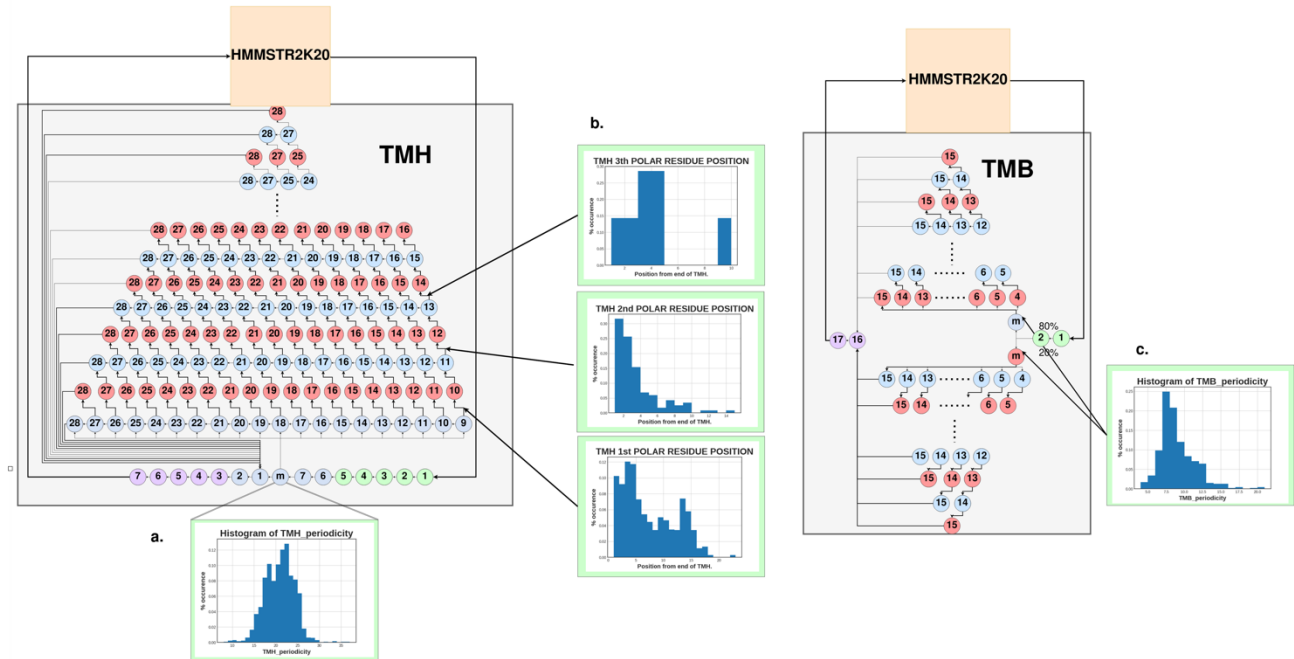 HMMSTR2K20
TMH
28
28 27
28 27 25
28 27 25 24
28 27 26 25 24 23 22 21 20 19 18 17 16
28 27 26 25 24 23 22 21 20 19 18 17 16 15
28 27 26 25 24 23 22 21 20 19 18 17 16 15 14
28 27 26 25 24 23 22 21 20 19 18 17 16 15 14 13
28 27 26 25 24 23 22 21 20 19 18 17 16 15 14 13 12
28 27 26 25 24 23 22 21 20 19 18 17 16 15 14 13 12 11
28 27 26 25 24 23 22 21 20 19 18 17 16 15 14 13 12 11 10
28 27 26 25 24 23 22 21 20 19 18 17 16 15 14 13 12 11 10 9
7 6 5 4 3 2 1 m 7 6 5 4 3 2 1
a.
Histogram of TMH_periodicity
% occurence
TMH_periodicity
b.
TMH 3th POLAR RESIDUE POSITION
% occurence
Position from end of TMH.
TMH 2nd POLAR RESIDUE POSITION
% occurence
Position from end of TMH.
TMH 1st POLAR RESIDUE POSITION
% occurence
Position from end of TMH.
HMMSTR2K20
TMB
15
15 14
15 14 13
15 14 13 12
15 14 6 5
15 14 13 6 5 4
m
80%
17 16 2 1
m 20%
15 14 13 6 5 4
15 14 6 5
15 14 13 12
15 14 13
15 14
15
c.
Histogram of TMB_periodicity
% occurence
TMB_periodicity